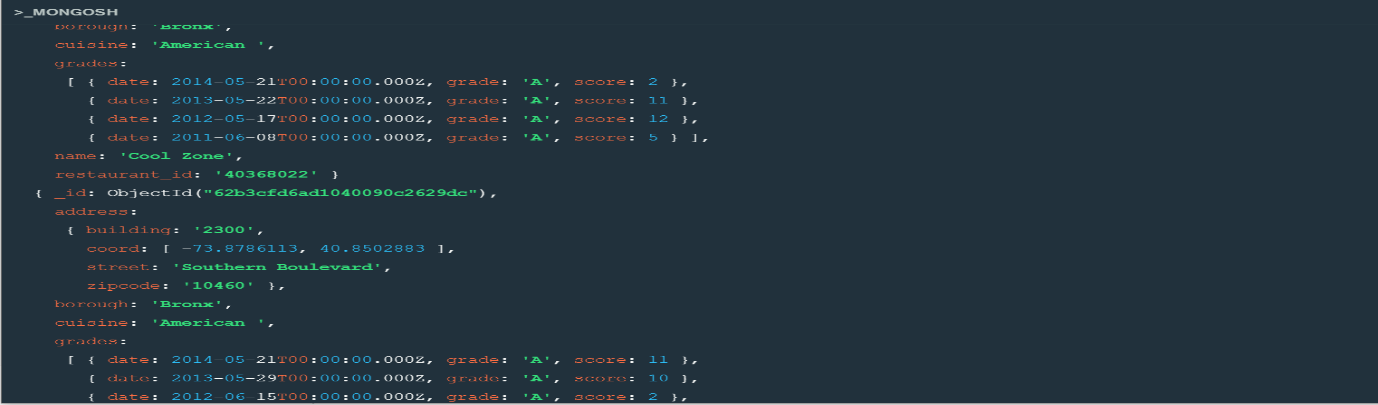 >_MONGOSH
borough: 'Bronx',
cuisine: 'American ',
grades:
[ { date: 2014-05-21T00:00:00.000Z, grade: 'A', score: 2 },
{ date: 2013-05-22T00:00:00.000Z, grade: 'A', score: 11 },
{ date: 2012-05-17T00:00:00.000Z, grade: 'A', score: 12 },
{ date: 2011-06-08T00:00:00.000Z, grade: 'A', score: 5 } ],
name: 'Cool Zone',
restaurant_id: '40368022' }
{ _id: ObjectId("62b3cfd6ad1040090c2629dc"),
address:
{ building: '2300',
coord: [ -73.8786113, 40.8502883 ],
street: 'Southern Boulevard',
zipcode: '10460' },
borough: 'Bronx',
cuisine: 'American ',
grades:
[ { date: 2014-05-21T00:00:00.000Z, grade: 'A', score: 11 },
{ date: 2013-05-29T00:00:00.000Z, grade: 'A', score: 10 },
{ date: 2012-06-15T00:00:00.000Z, grade: 'A', score: 2 },